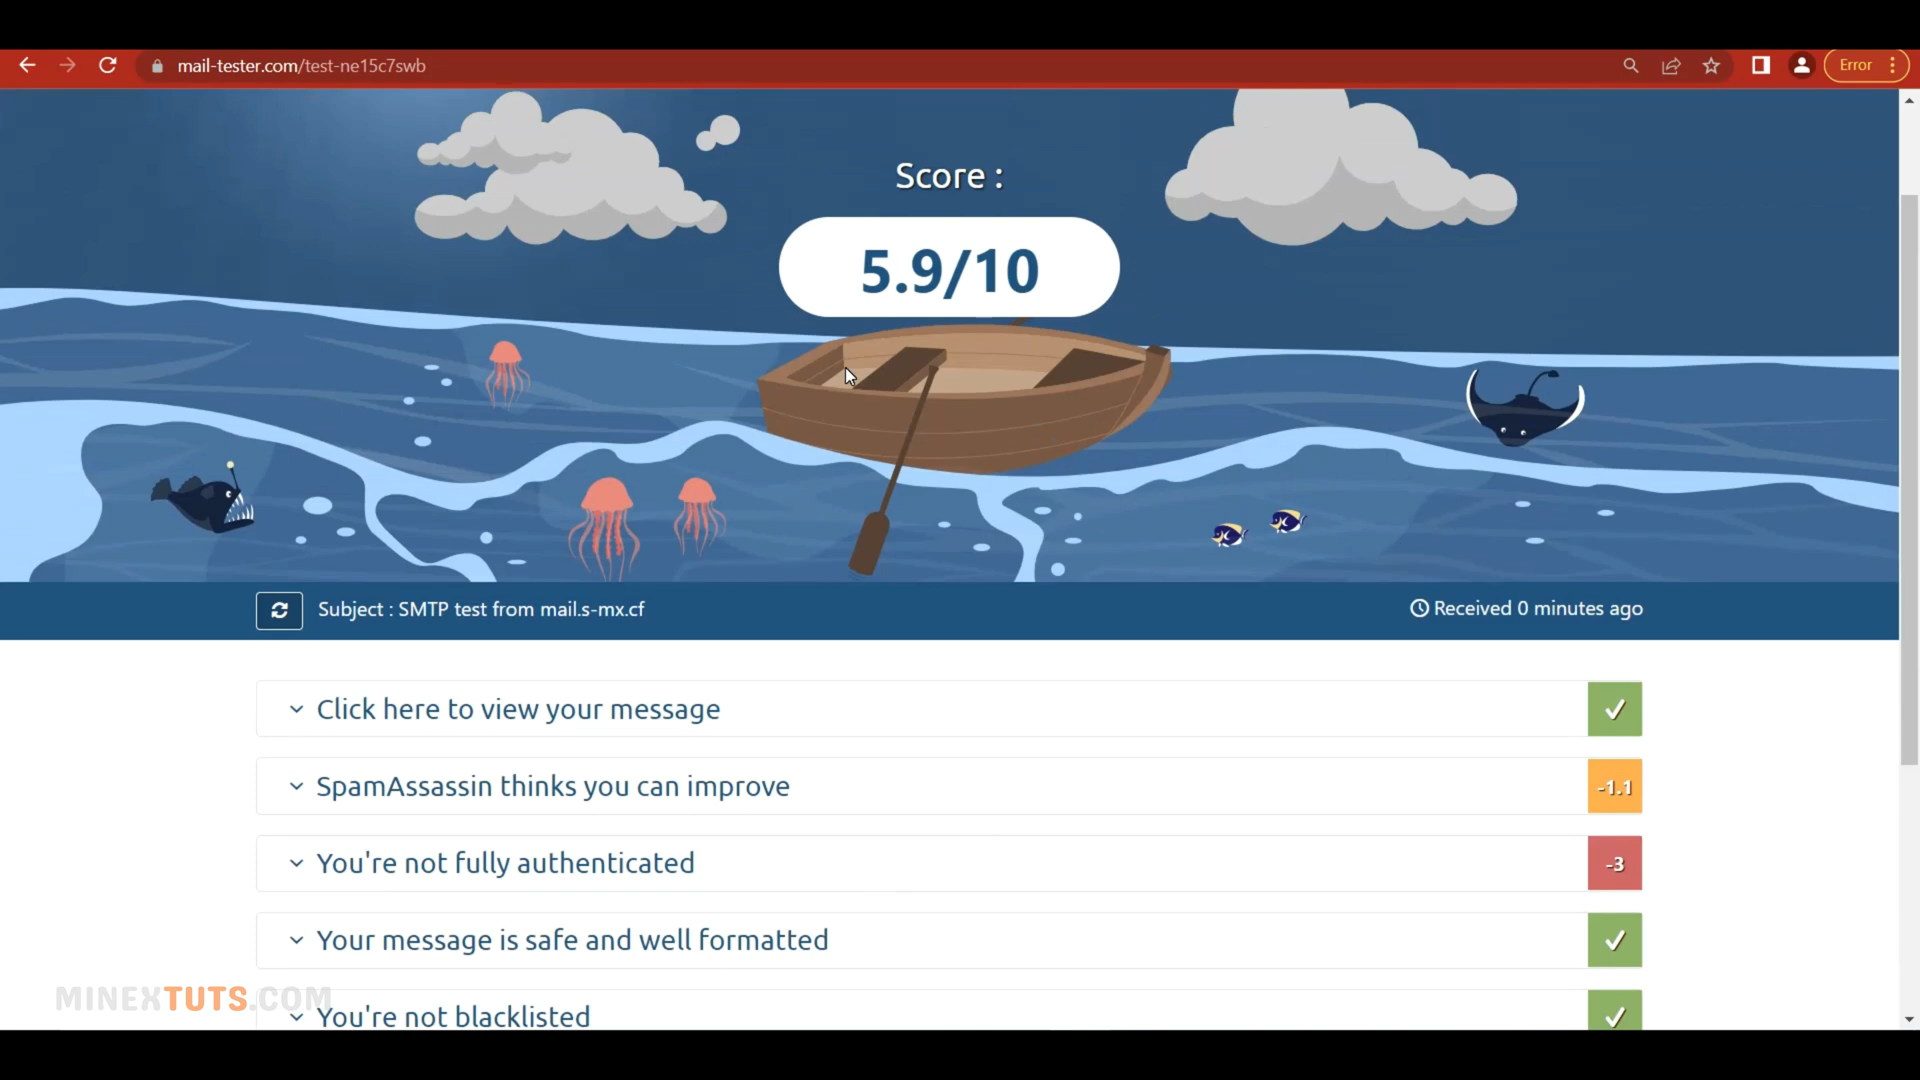 mail-tester.com/test-ne15c7swb
Error
Score :
5.9/10
Subject : SMTP test from mail.s-mx.cf
Received 0 minutes ago
Click here to view your message
SpamAssassin thinks you can improve
-1.1
You're not fully authenticated
-3
Your message is safe and well formatted
MINEXTUTS.COM
You're not blacklisted